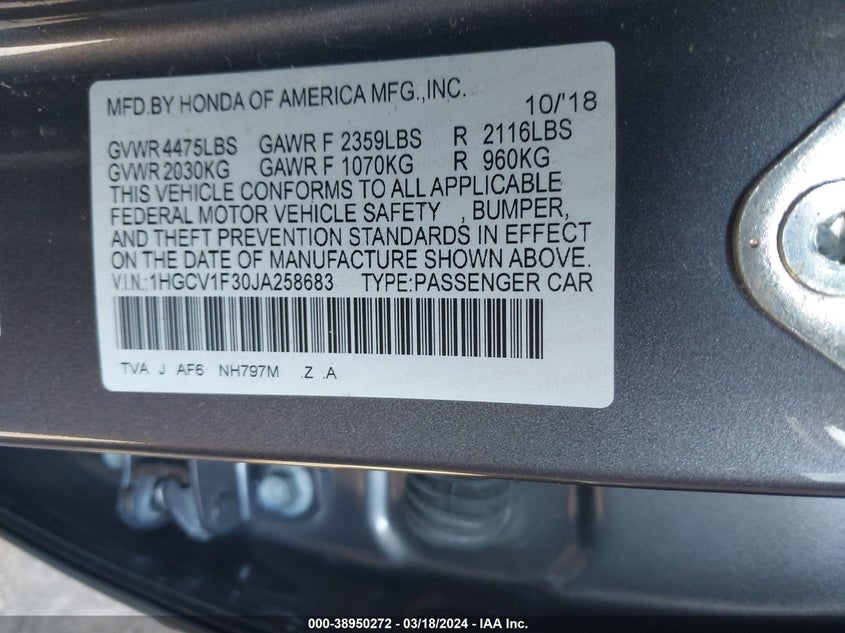 MFD.BY HONDA OF AMERICA MFG.,INC. 10/'18
GVWR 4475LBS GAWR F 2359LBS R 2116LBS
GVWR 2030KG GAWR F 1070KG R 960KG
THIS VEHICLE CONFORMS TO ALL APPLICABLE
FEDERAL MOTOR VEHICLE SAFETY , BUMPER,
AND THEFT PREVENTION STANDARDS IN EFFECT
ON THE DATE OF MANUFACTURE SHOWN ABOVE.
V.I.N.:1HGCV1F30JA258683 TYPE:PASSENGER CAR
TVA J AF6 NH797M .Z .A
000-38950272 - 03/18/2024 - IAA Inc.